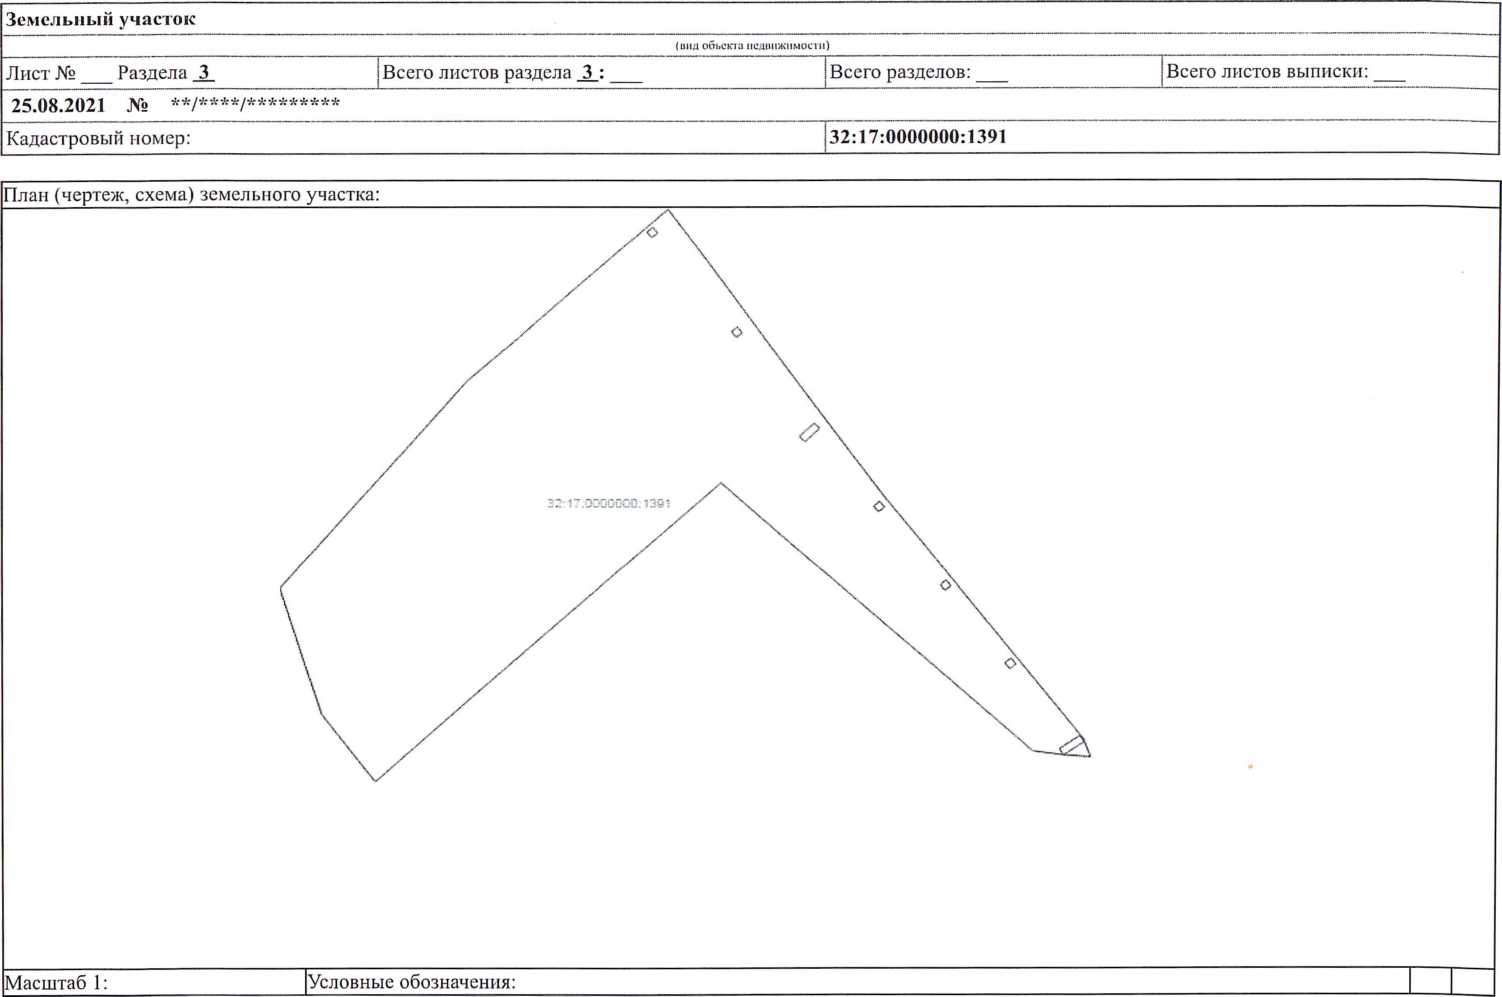 Земельный участок
(вид объекта недвижимости)
Лист № ___ Раздела 3 Всего листов раздела 3 : ___ Всего разделов: ___ Всего листов выписки: ___
25.08.2021 № **/****/*********
Кадастровый номер: 32:17:0000000:1391
План (чертеж, схема) земельного участка:
32:17:0000000:1391
Масштаб 1: Условные обозначения: